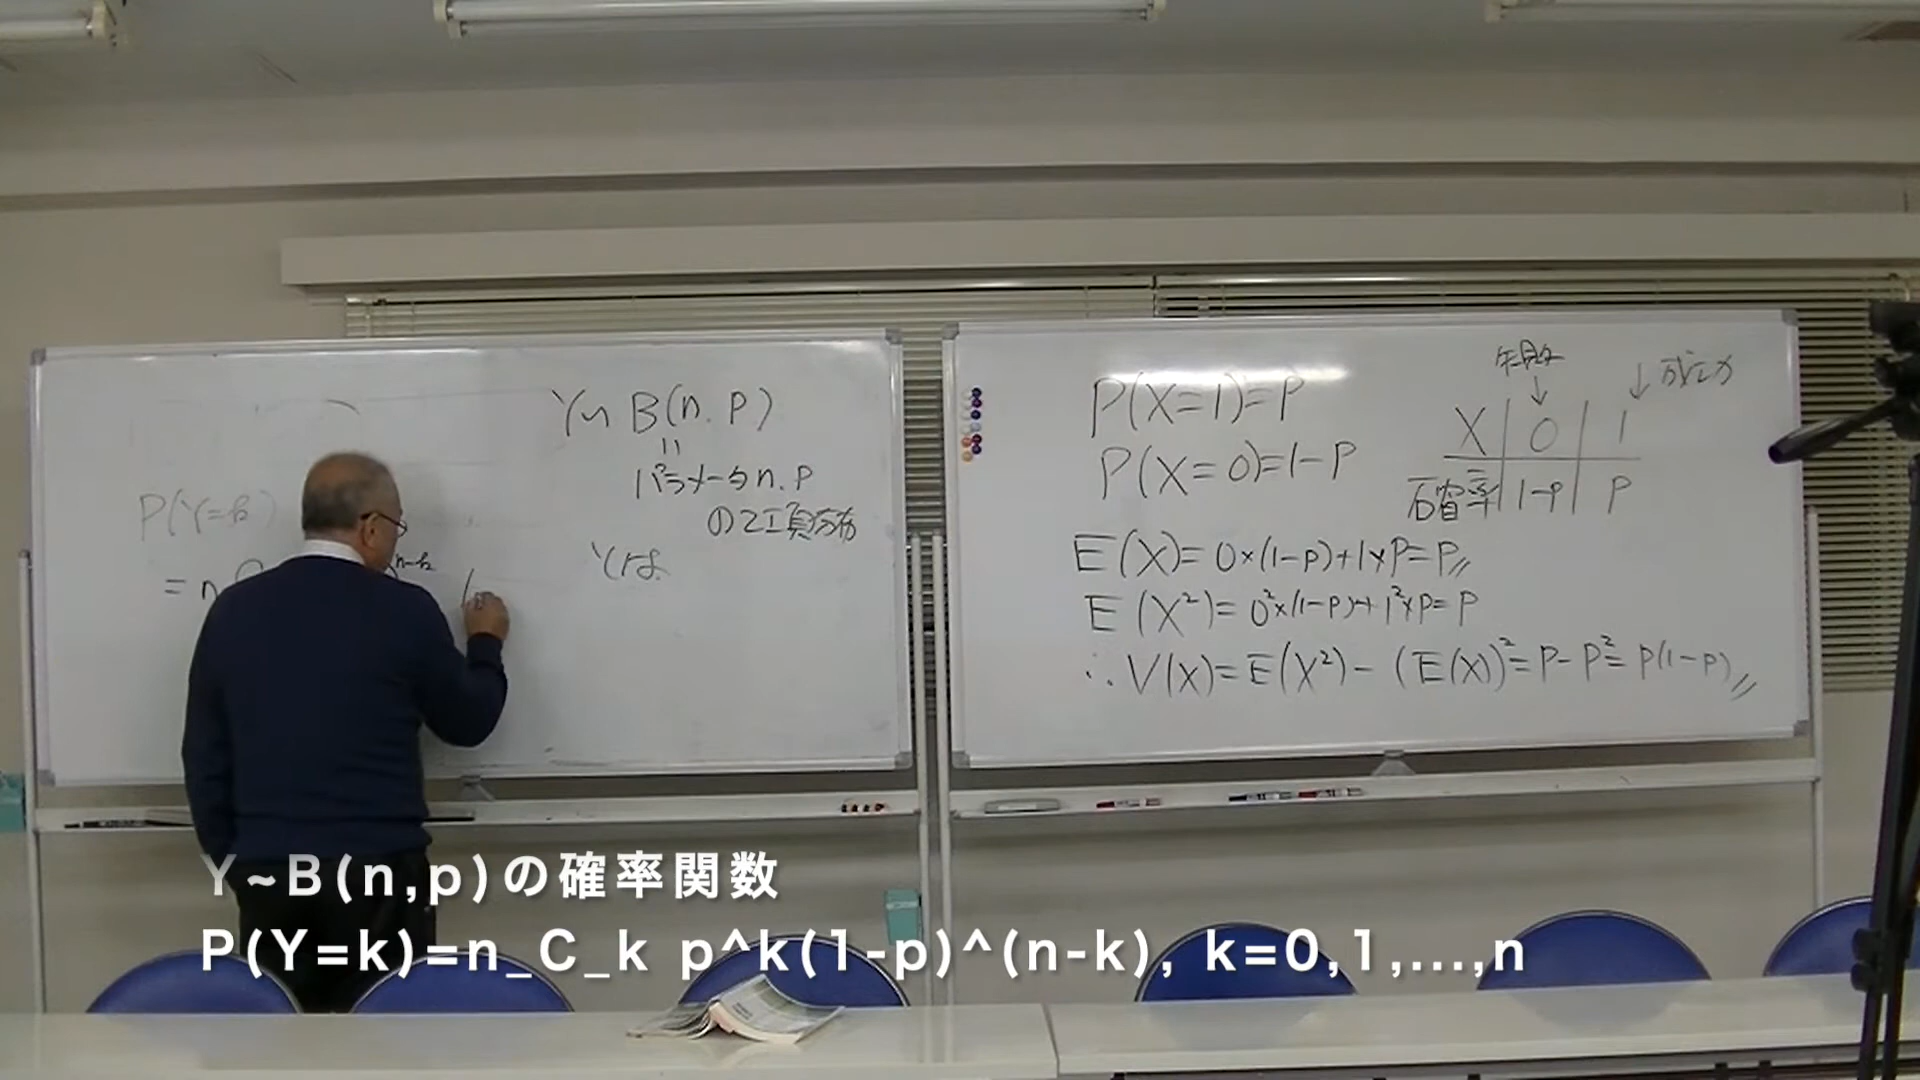 Y~B(n.p)
=
パラメータn.p
の2項分布
P(Y=k)
= n
n-k
とは
P(X=1)=P
P(X=0)=1-P
失敗
↓
↓ 成功
X 0 1
確率 1-p p
E(X)=0×(1-p)+1×p=p
E(X²)=0²×(1-p)+1²×p=p
∴V(X)=E(X²)-(E(X))²=p-p²=p(1-p)
Y~B(n,p)の確率関数
P(Y=k)=n_C_k p^k(1-p)^(n-k), k=0,1,...,n